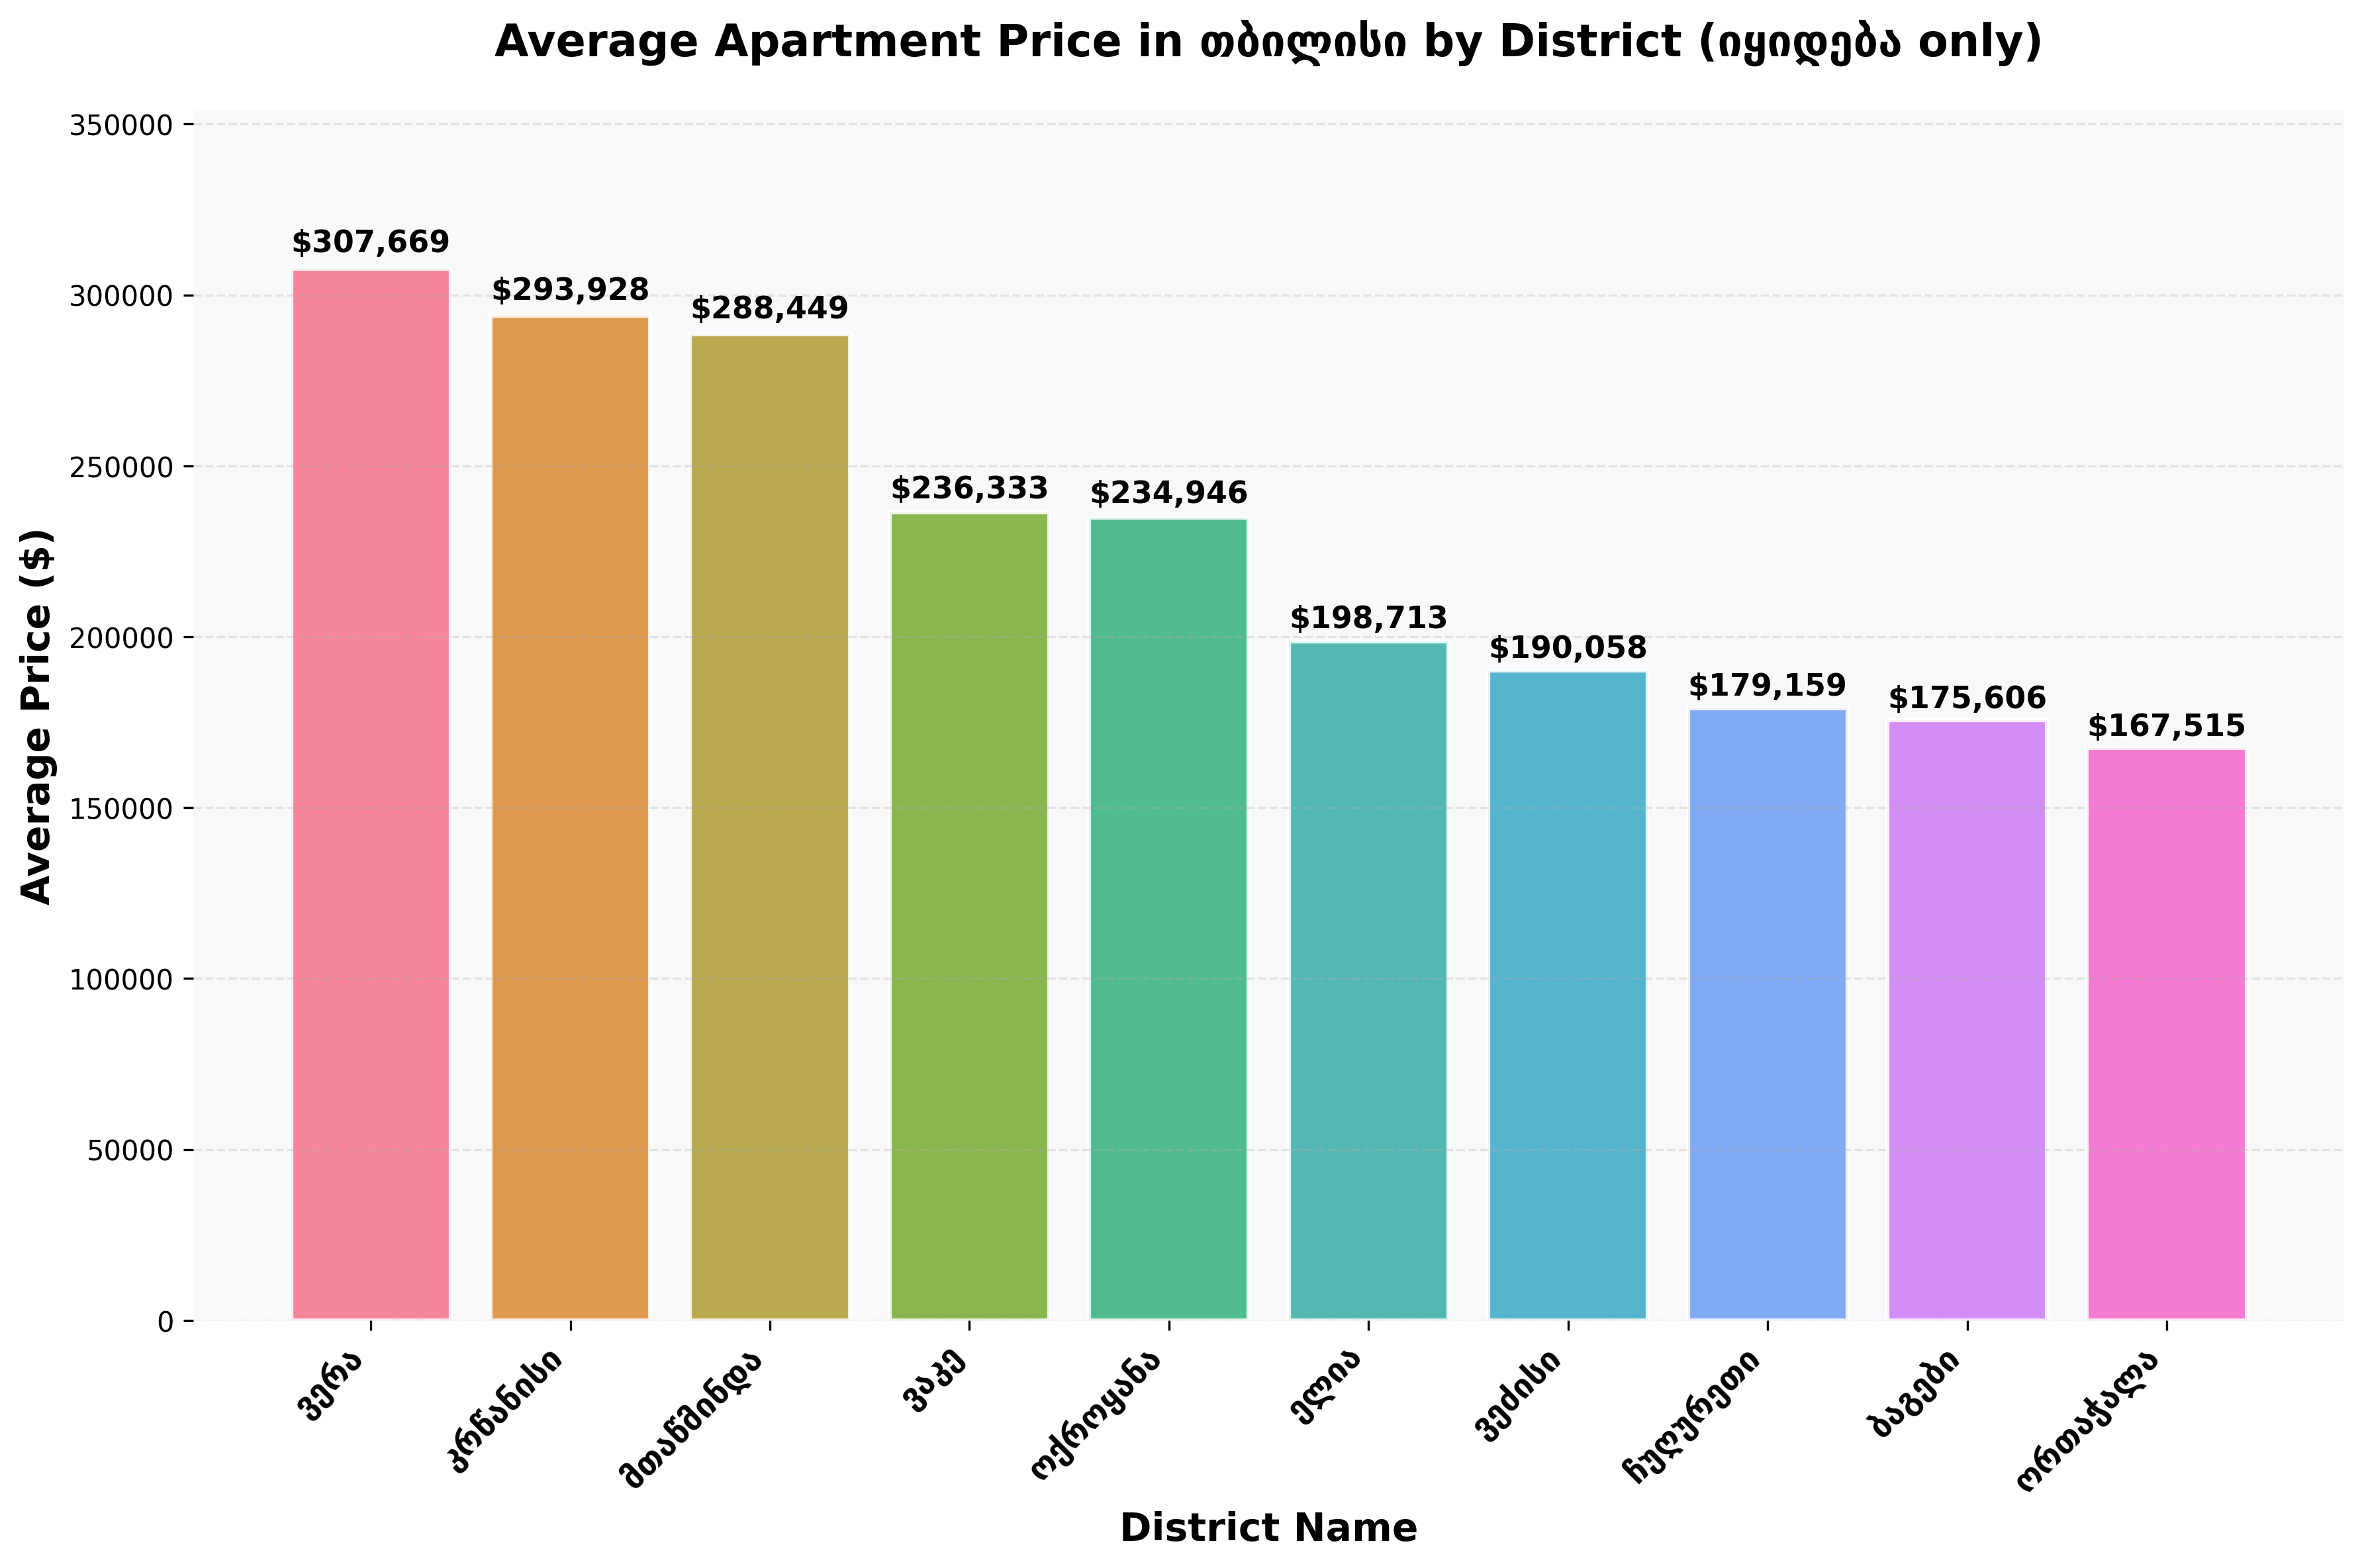 Average Apartment Price in თბილისი by District (იყიდება only)
Average Price ($)
350000
300000
250000
200000
150000
100000
50000
0
$307,669
$293,928
$288,449
$236,333
$234,946
$198,713
$190,058
$179,159
$175,606
$167,515
ვერა
კრწანისი
მთაწმინდა
ვაკე
ოქროყანა
ელია
ვეძისი
ჩუღურეთი
ბაგები
ორთაჭალა
District Name